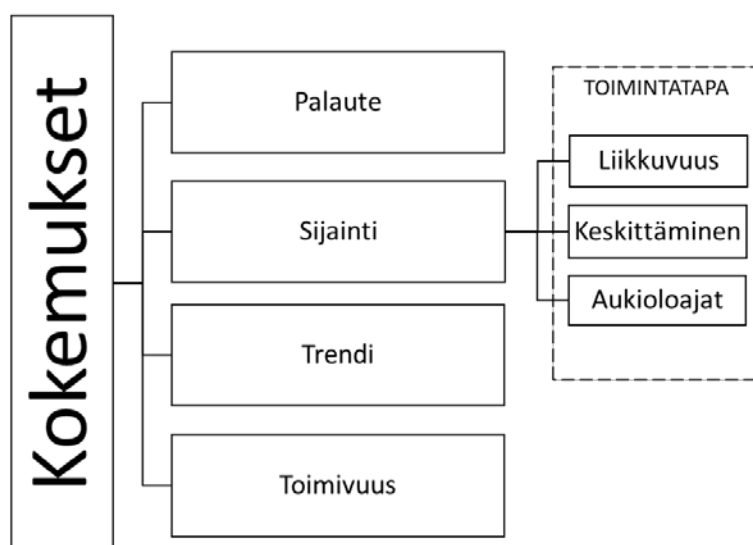 Kokemukset
Palaute
Sijainti
Trendi
Toimivuus
TOIMINTATAPA
Liikkuvuus
Keskittäminen
Aukioloajat